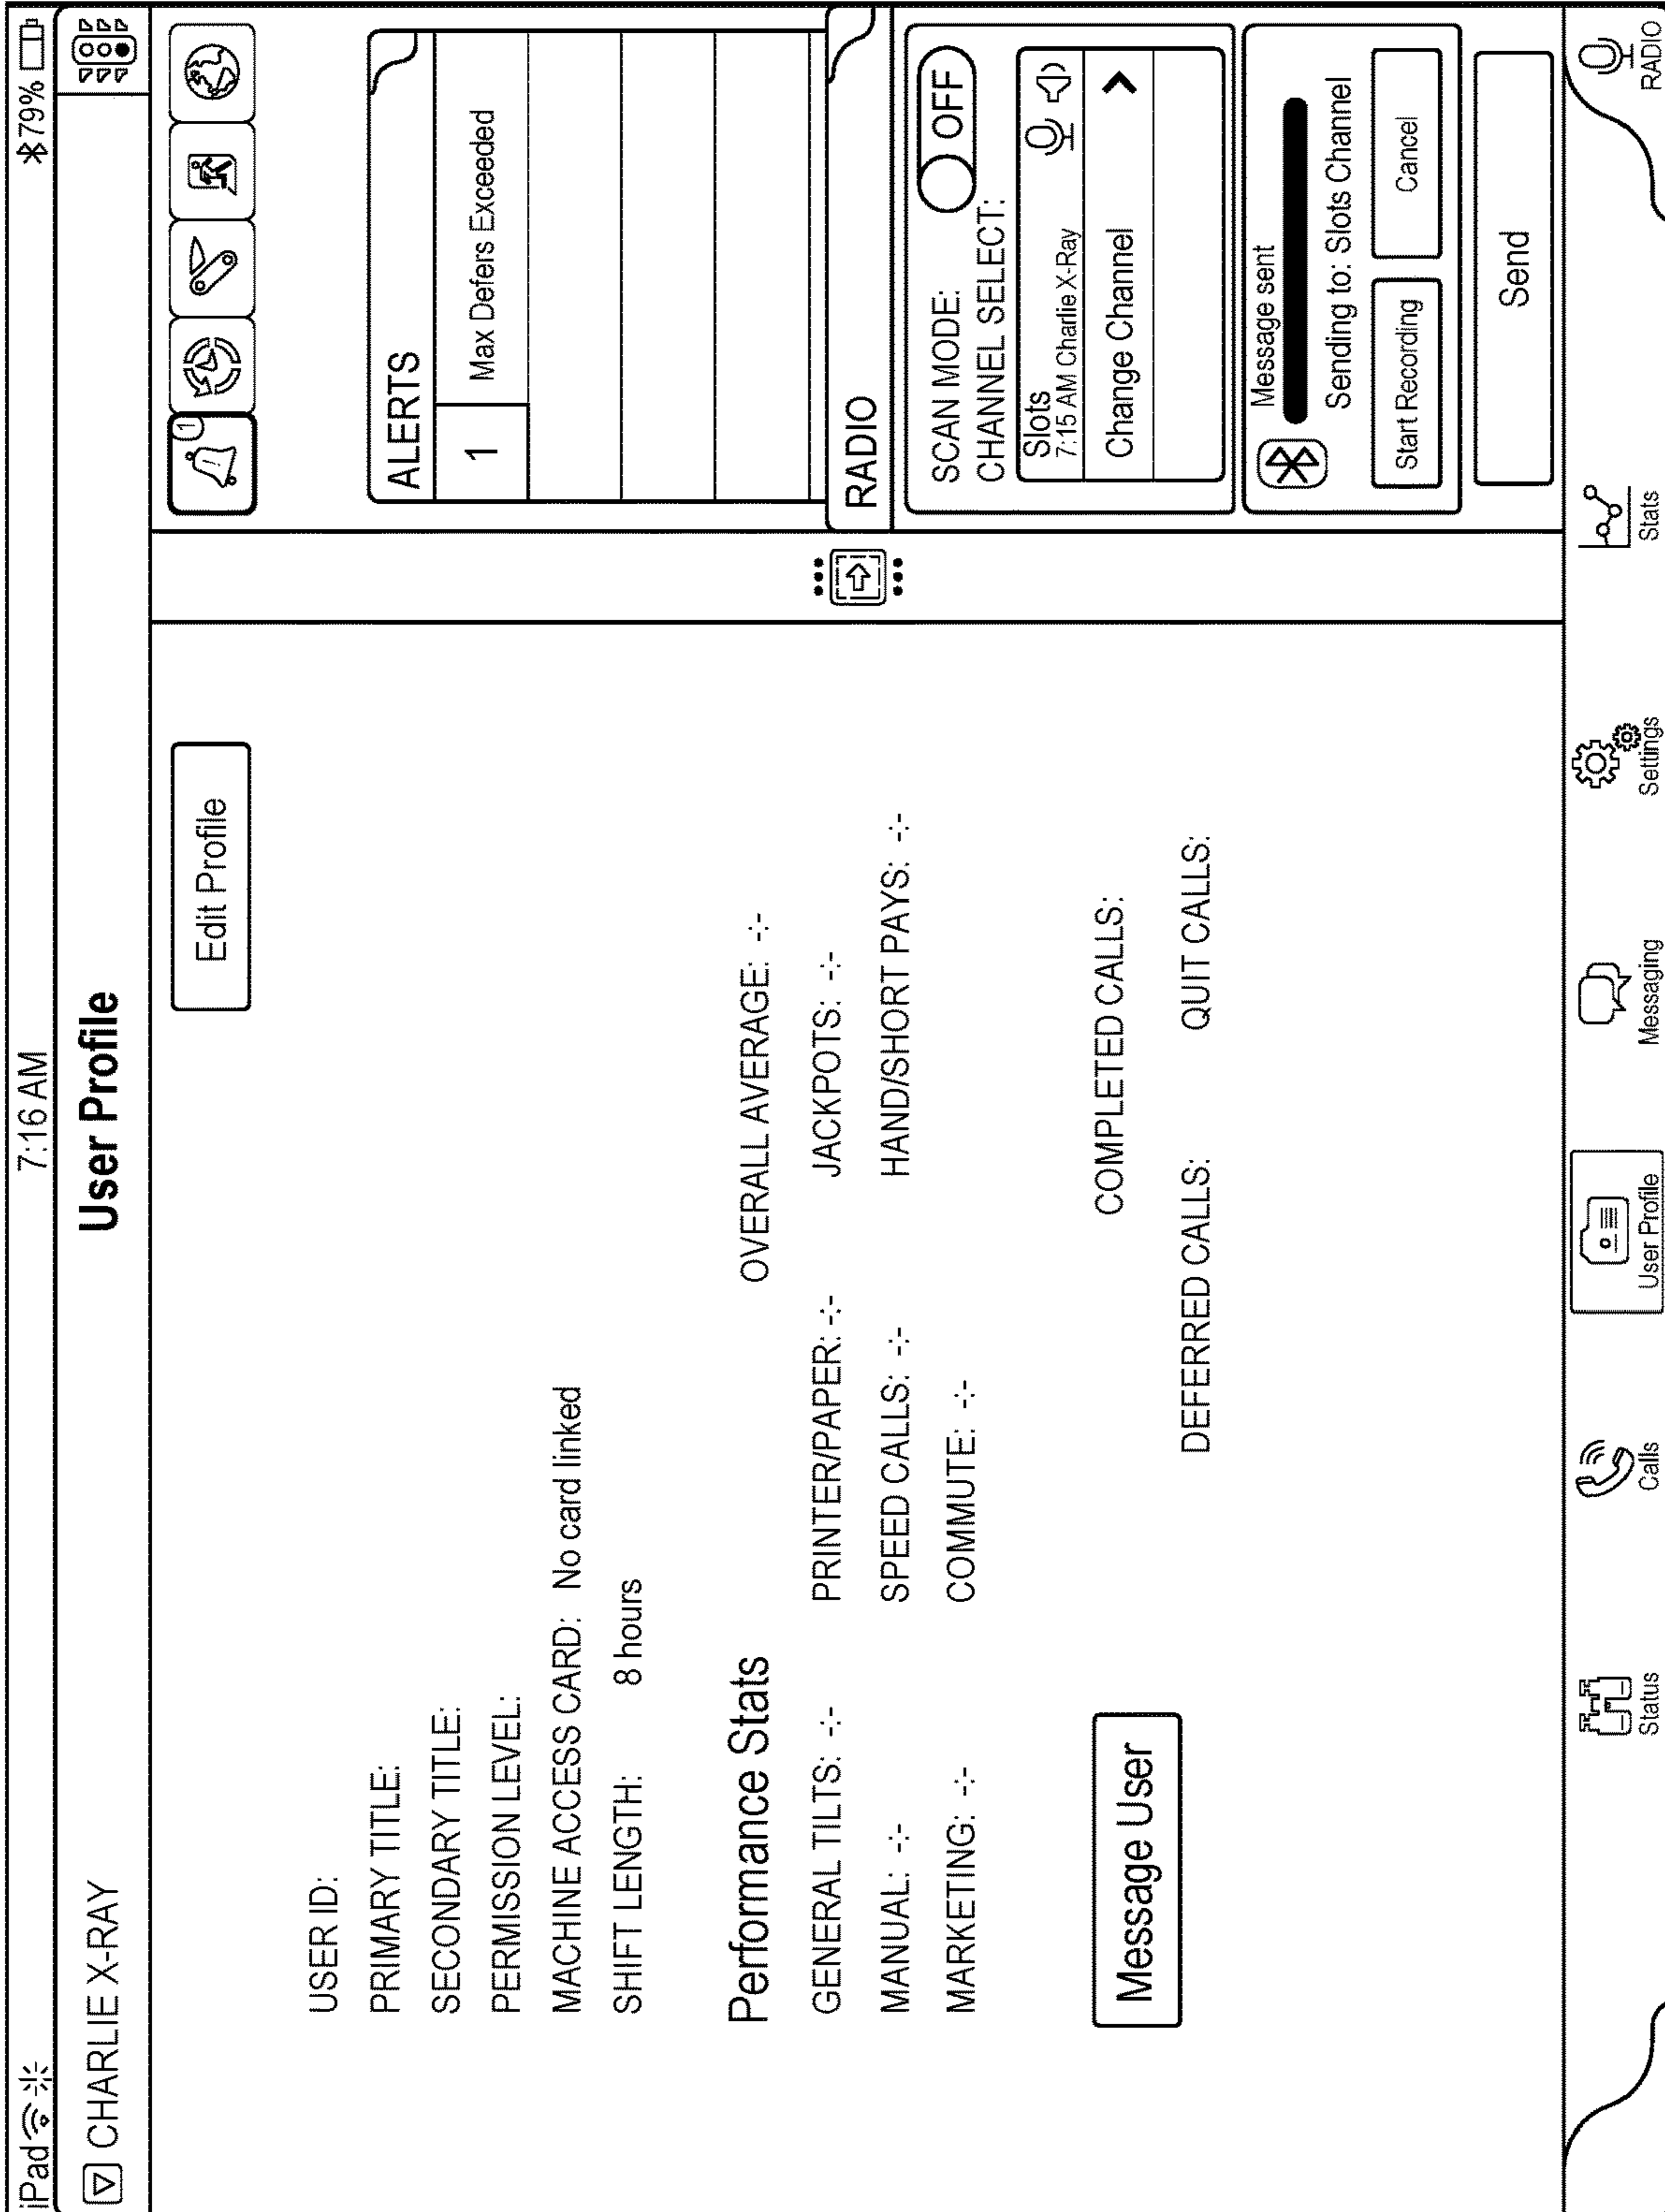 iPad 7:16 AM 79%
CHARLIE X-RAY
User Profile
Edit Profile
USER ID:
PRIMARY TITLE:
SECONDARY TITLE:
PERMISSION LEVEL:
MACHINE ACCESS CARD: No card linked
SHIFT LENGTH: 8 hours
Performance Stats OVERALL AVERAGE: -:-
GENERAL TILTS: -:- PRINTER/PAPER: -:- JACKPOTS: -:-
MANUAL: -:- SPEED CALLS: -:- HAND/SHORT PAYS: -:-
MARKETING: -:- COMMUTE: -:-
Message User
COMPLETED CALLS:
DEFERRED CALLS: QUIT CALLS:
1
ALERTS
1 Max Defers Exceeded
RADIO
SCAN MODE: OFF
CHANNEL SELECT:
Slots
7:15 AM Charlie X-Ray
Change Channel
Message sent
Sending to: Slots Channel
Start Recording Cancel
Send
Status Calls User Profile Messaging Settings Stats RADIO